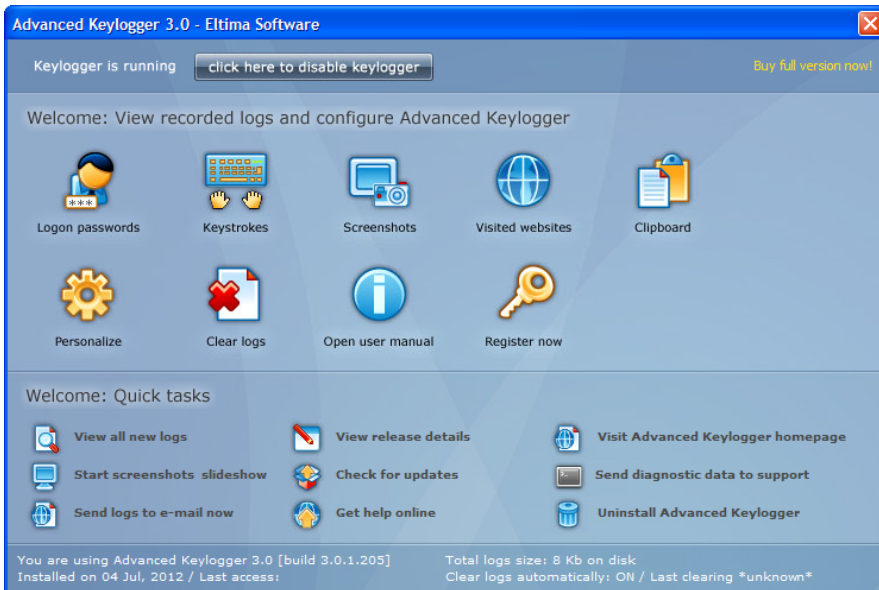 Advanced Keylogger 3.0 - Eltima Software
Keylogger is running
click here to disable keylogger
Buy full version now!
Welcome: View recorded logs and configure Advanced Keylogger
***
Logon passwords
Keystrokes
Screenshots
Visited websites
Clipboard
Personalize
Clear logs
Open user manual
Register now
Welcome: Quick tasks
View all new logs
View release details
Visit Advanced Keylogger homepage
Start screenshots slideshow
Check for updates
Send diagnostic data to support
Send logs to e-mail now
Get help online
Uninstall Advanced Keylogger
You are using Advanced Keylogger 3.0 [build 3.0.1.205]
Total logs size: 8 Kb on disk
Installed on 04 Jul, 2012 / Last access:
Clear logs automatically: ON / Last clearing *unknown*